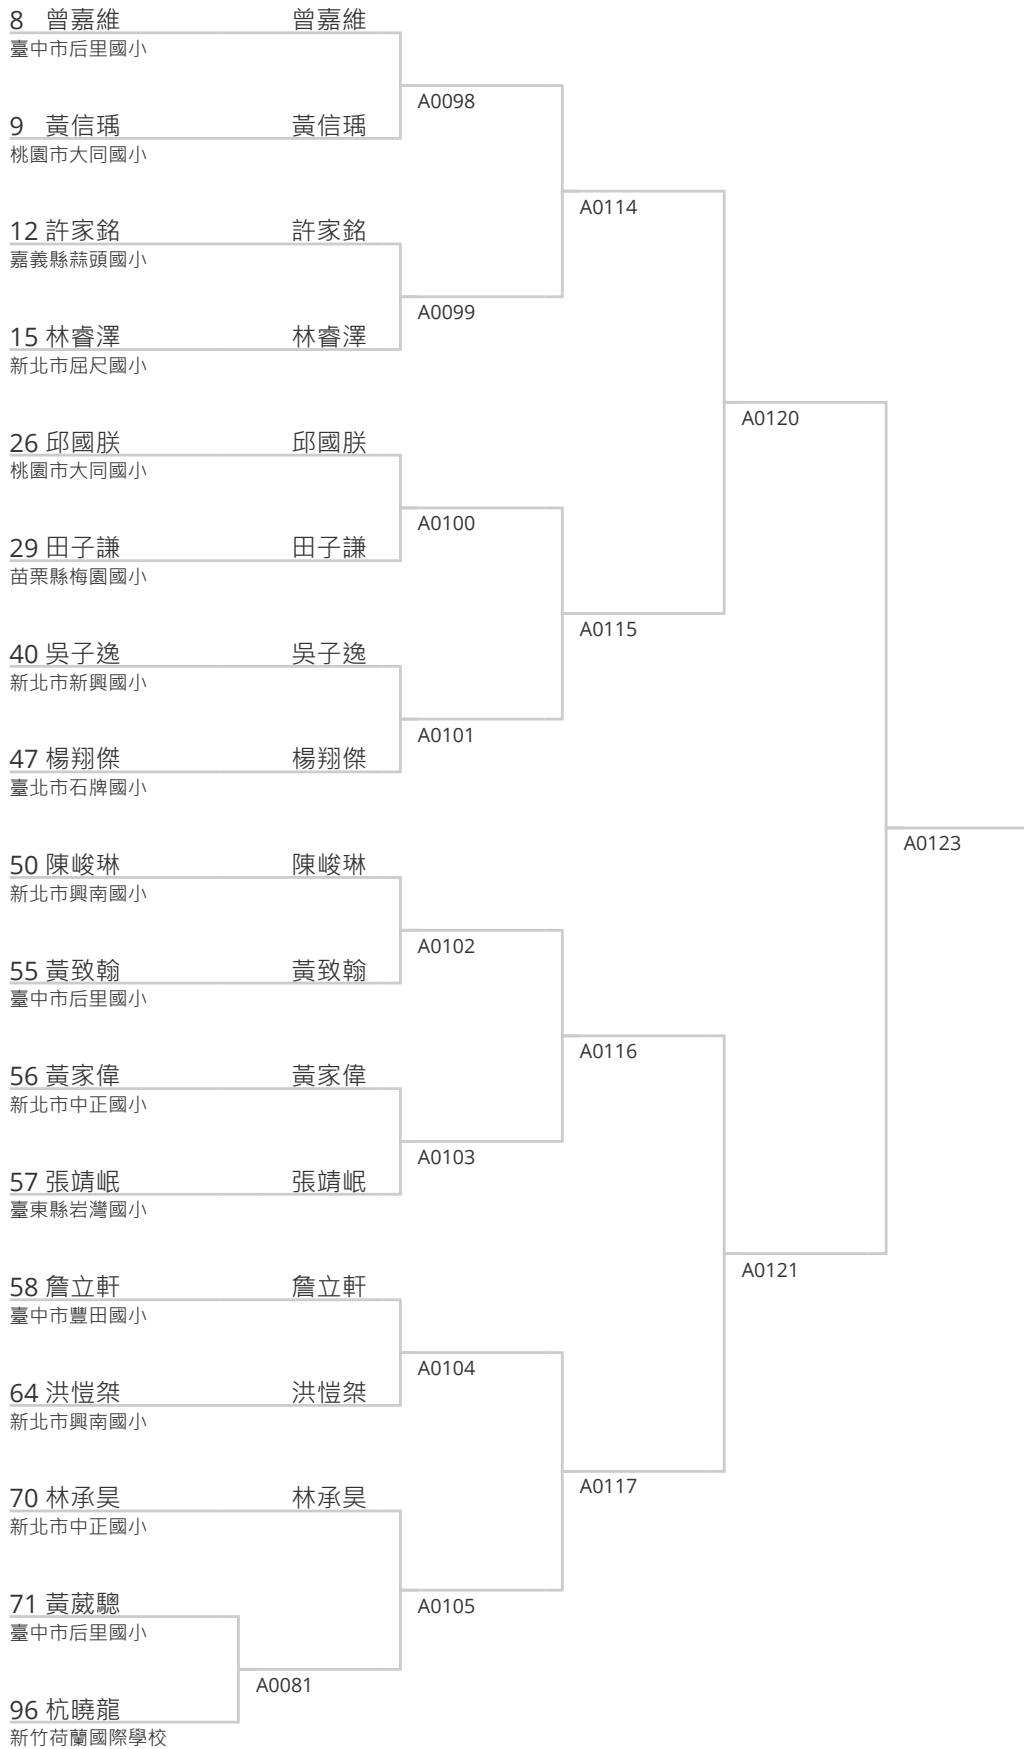 8 曾嘉維 曾嘉維
臺中市后里國小
A0098
9 黃信瑀 黃信瑀
桃園市大同國小
A0114
12 許家銘 許家銘
嘉義縣蒜頭國小
A0099
15 林睿澤 林睿澤
新北市屈尺國小
A0120
26 邱國朕 邱國朕
桃園市大同國小
A0100
29 田子謙 田子謙
苗栗縣梅園國小
A0115
40 吳子逸 吳子逸
新北市新興國小
A0101
47 楊翔傑 楊翔傑
臺北市石牌國小
A0123
50 陳峻琳 陳峻琳
新北市興南國小
A0102
55 黃致翰 黃致翰
臺中市后里國小
A0116
56 黃家偉 黃家偉
新北市中正國小
A0103
57 張靖岷 張靖岷
臺東縣岩灣國小
A0121
58 詹立軒 詹立軒
臺中市豐田國小
A0104
64 洪愷桀 洪愷桀
新北市興南國小
A0117
70 林承昊 林承昊
新北市中正國小
71 黃葳驄
A0105
臺中市后里國小
A0081
96 杭曉龍
新竹荷蘭國際學校